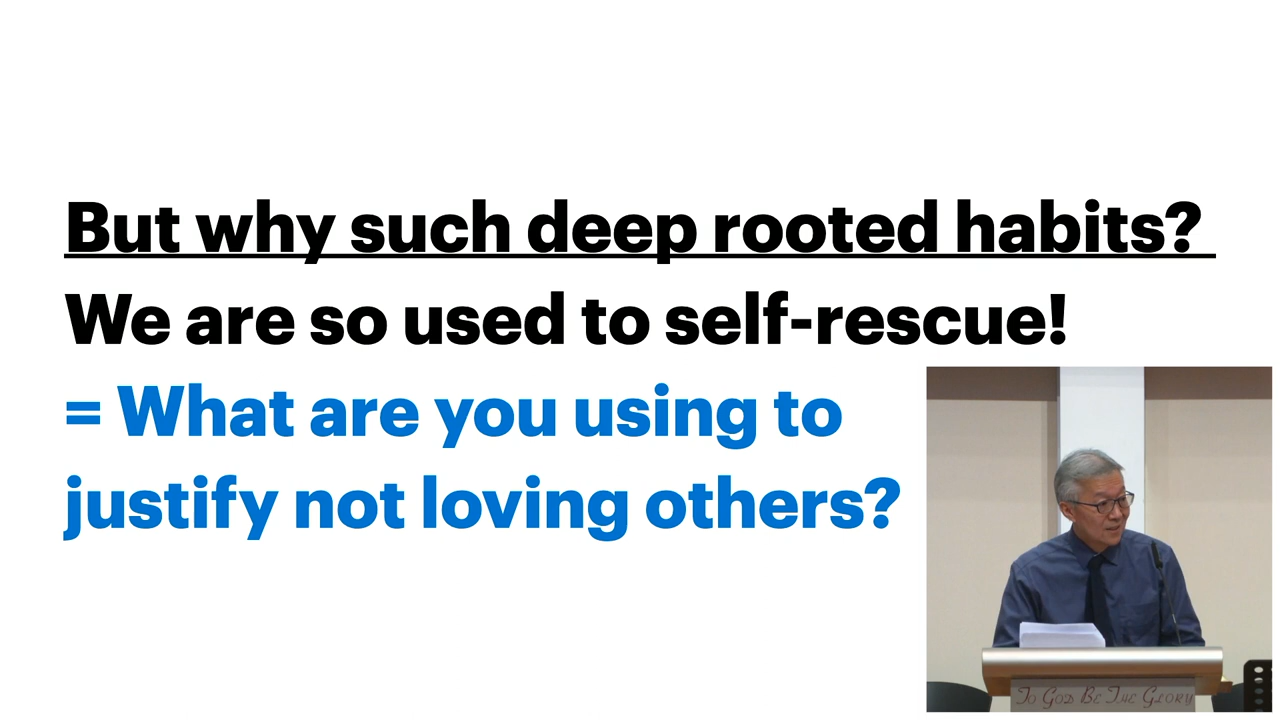 But why such deep rooted habits?
We are so used to self-rescue!
= What are you using to
justify not loving others?
To God Be The Glory